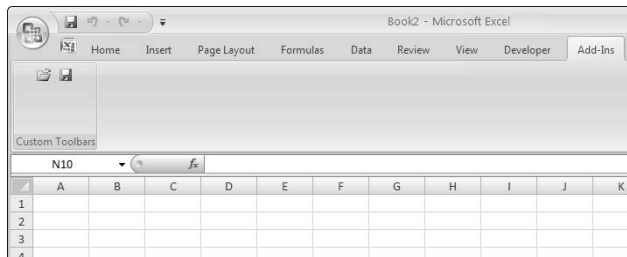 Book2 - Microsoft Excel
Home Insert Page Layout Formulas Data Review View Developer Add-Ins
Custom Toolbars
N10 fx
A B C D E F G H I J K
1
2
3
4